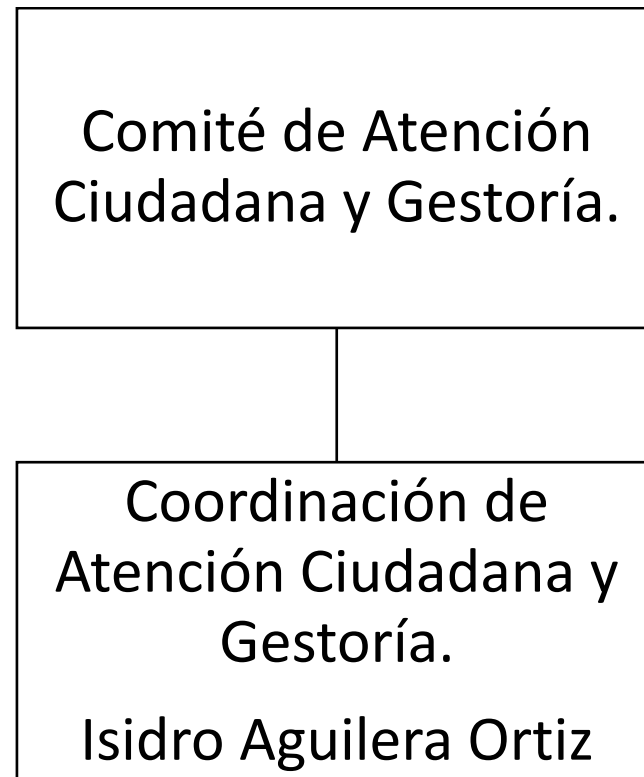 Comité de Atención
Ciudadana y Gestoría.
Coordinación de
Atención Ciudadana y
Gestoría.
Isidro Aguilera Ortiz